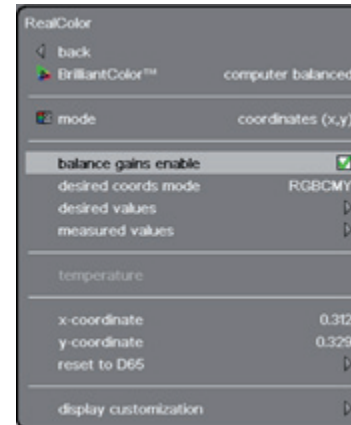 RealColor
back
BrilliantColor™ computer balanced
mode coordinates (x,y)
balance gains enable
desired coords mode RGBCMY
desired values
measured values
temperature
x-coordinate 0.312
y-coordinate 0.329
reset to D65
display customization